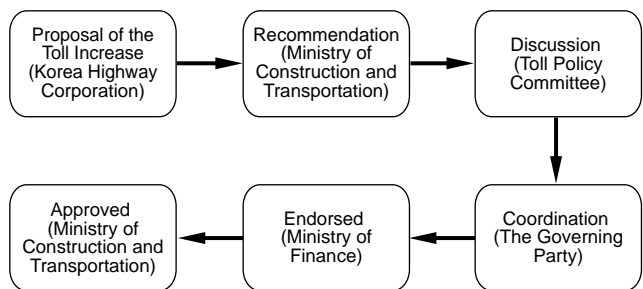 Proposal of the
Toll Increase
(Korea Highway
Corporation)
Recommendation
(Ministry of
Construction and
Transportation)
Discussion
(Toll Policy
Committee)
Coordination
(The Governing
Party)
Endorsed
(Ministry of
Finance)
Approved
(Ministry of
Construction and
Transportation)